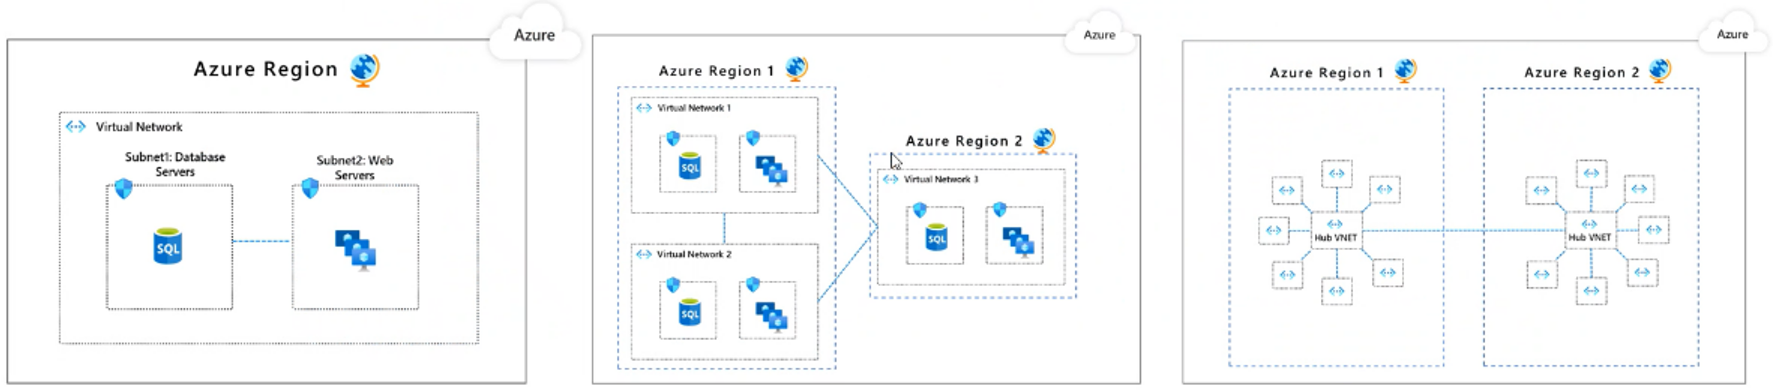 Azure
Azure Region
Virtual Network
Subnet1: Database
Servers
Subnet2: Web
Servers
SQL
Azure
Azure Region 1
Virtual Network 1
SQL
Virtual Network 2
SQL
Azure Region 2
Virtual Network 3
SQL
Azure
Azure Region 1
Hub VNET
Azure Region 2
Hub VNET